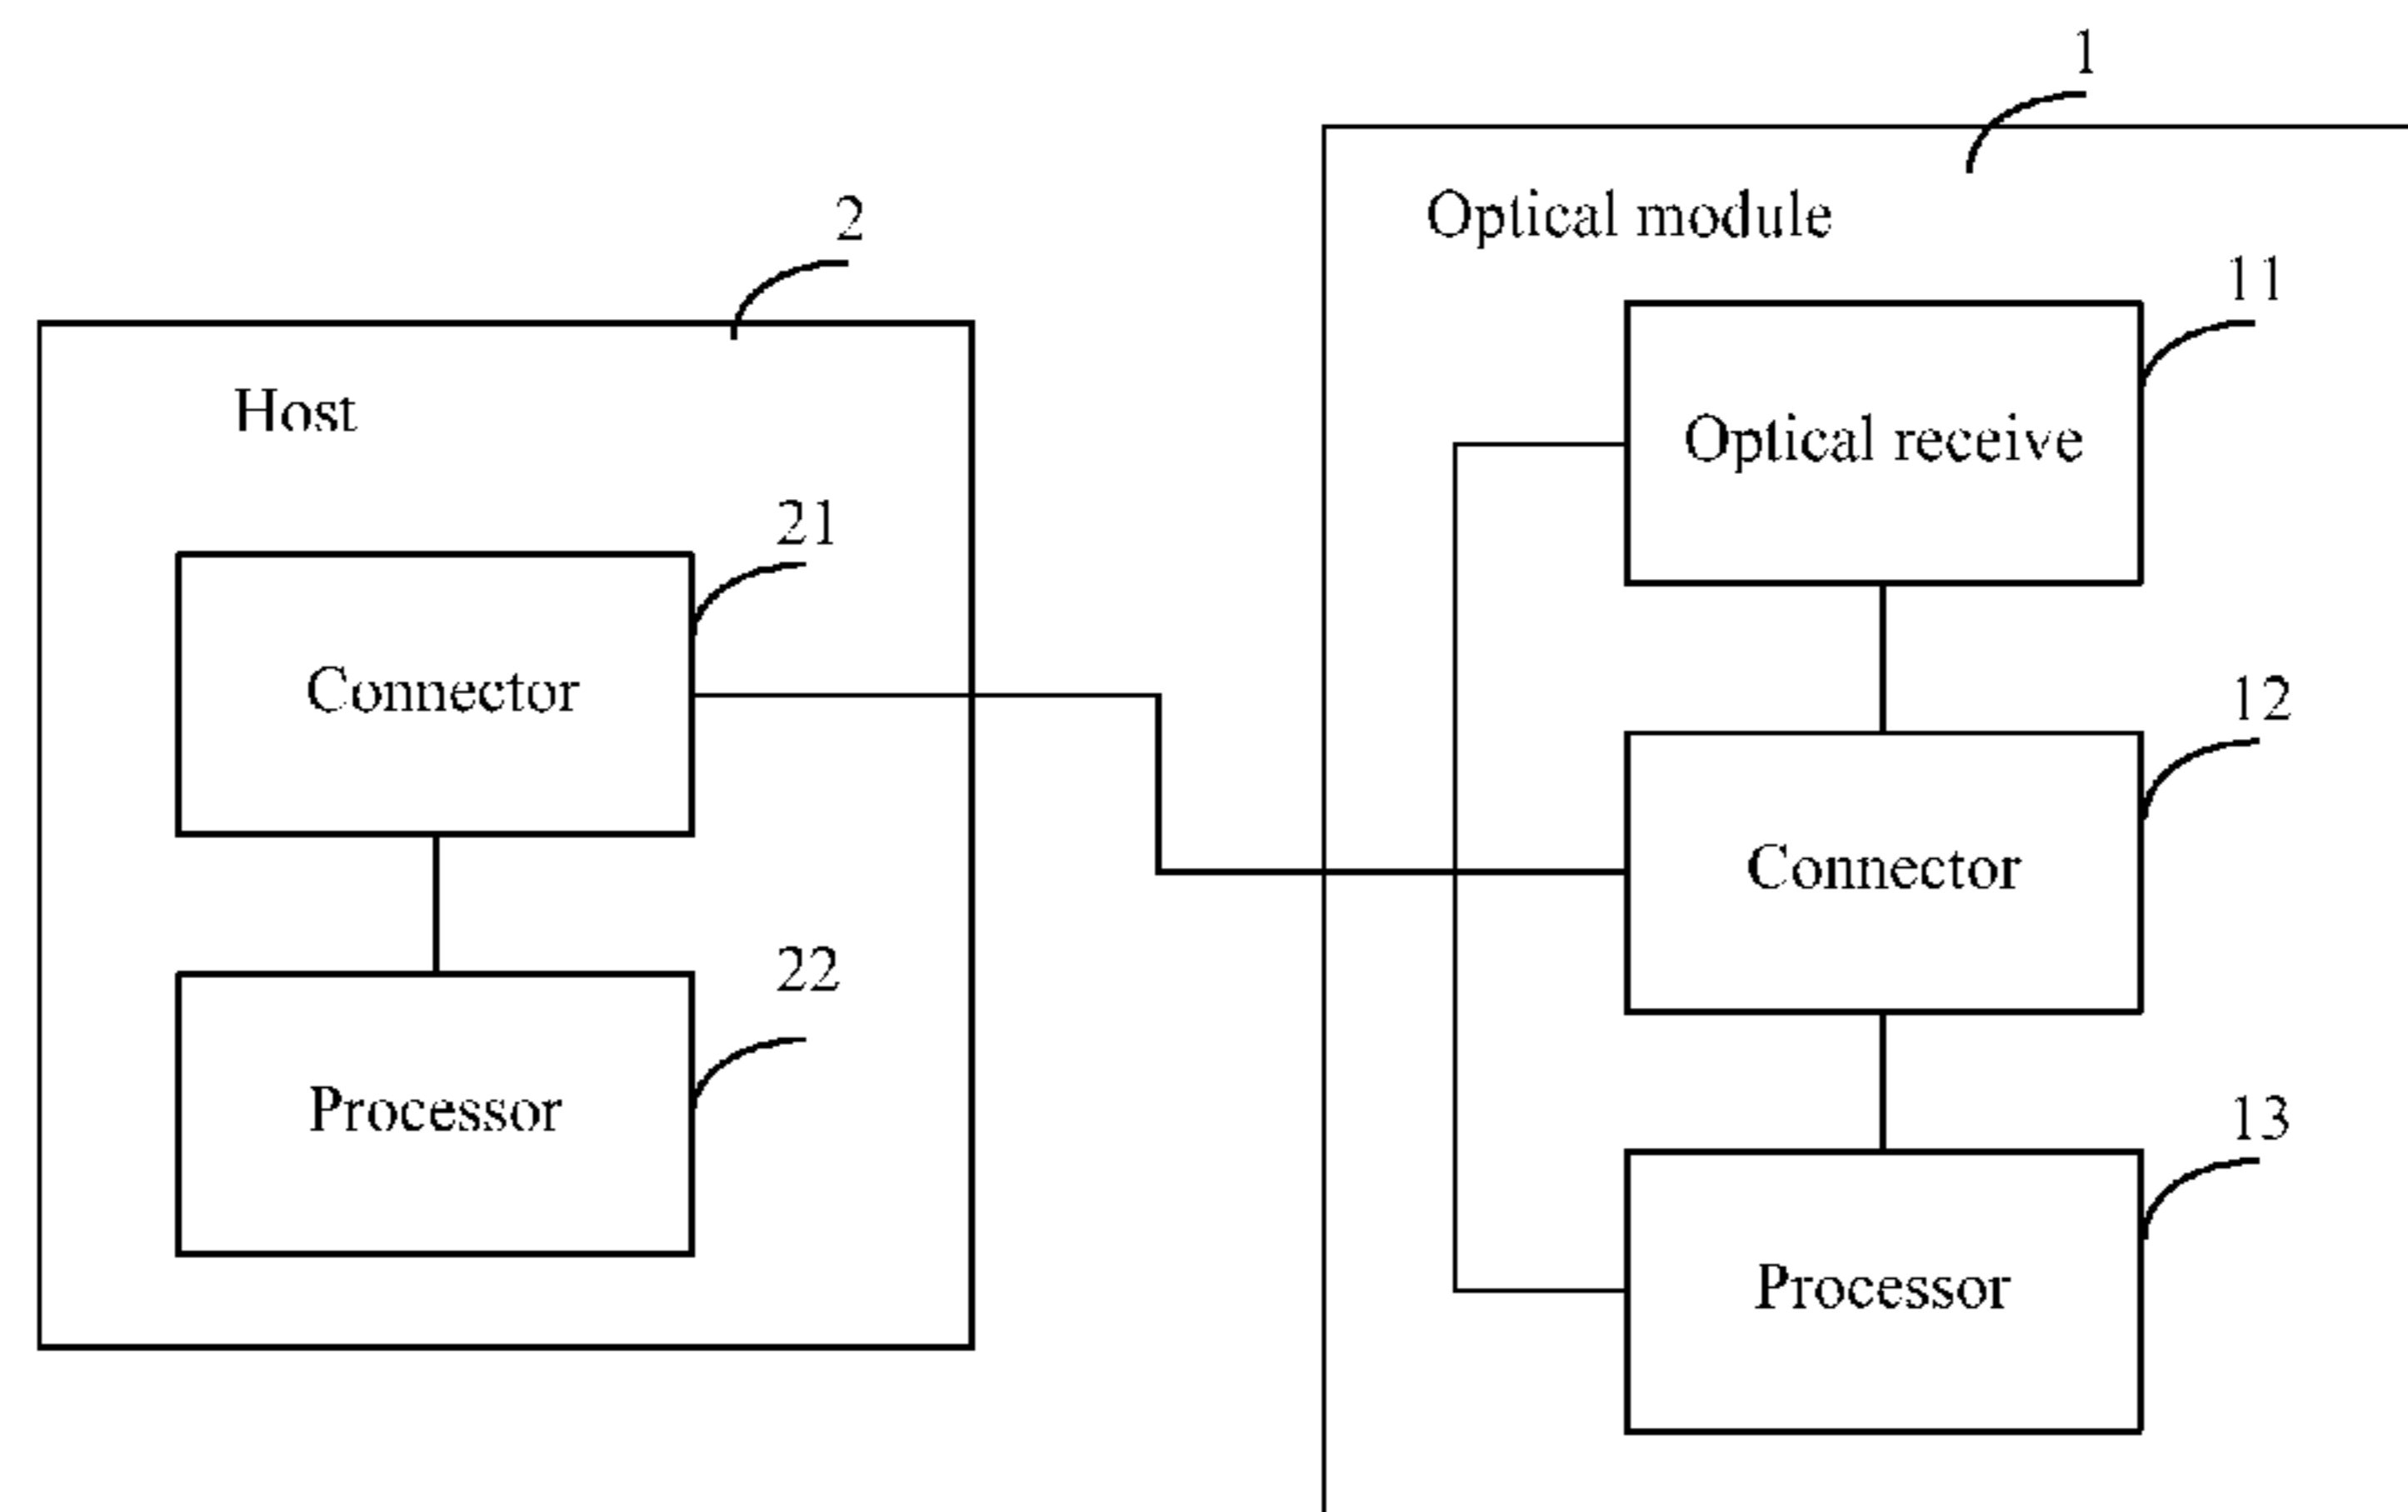 1
Optical module
2
11
Host
Optical receive
21
Connector
12
Connector
22
Processor
13
Processor